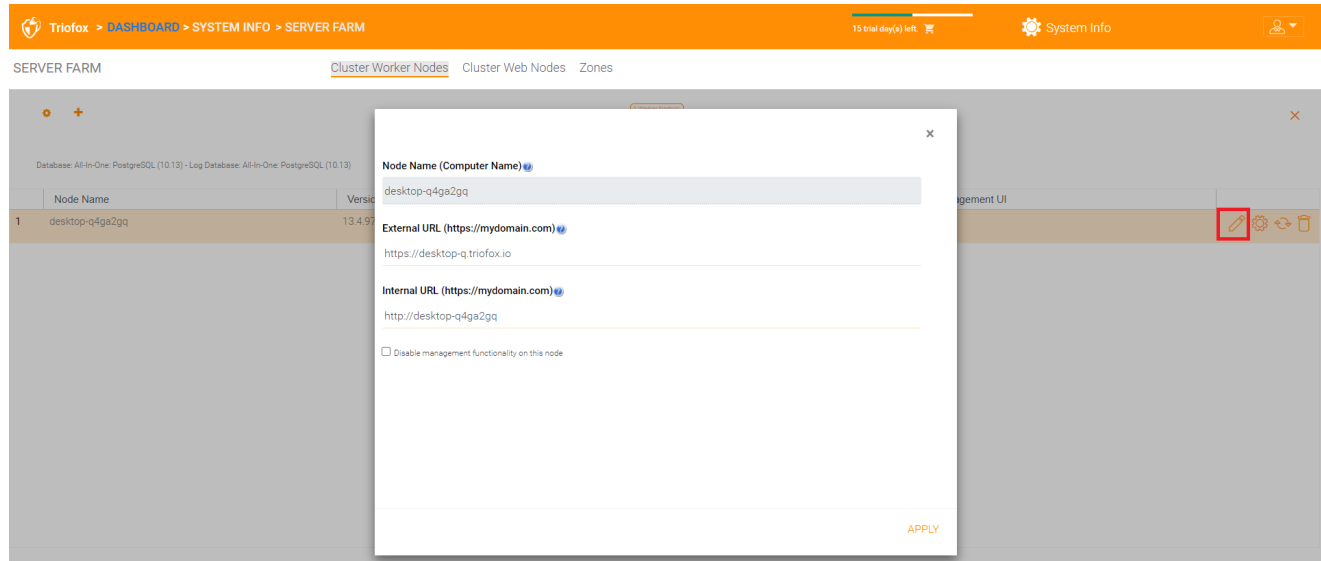 Triofox > DASHBOARD > SYSTEM INFO > SERVER FARM
15 trial day(s) left.
System Info
SERVER FARM
Cluster Worker Nodes Cluster Web Nodes Zones
Database: All-In-One: PostgreSQL (10.13) - Log Database: All-In-One: PostgreSQL (10.13)
Node Name
1 desktop-q4ga2gq 13.4.97
×
Node Name (Computer Name)
desktop-q4ga2gq
External URL (https://mydomain.com)
https://desktop-q.triofox.io
Internal URL (https://mydomain.com)
http://desktop-q4ga2gq
Disable management functionality on this node
APPLY